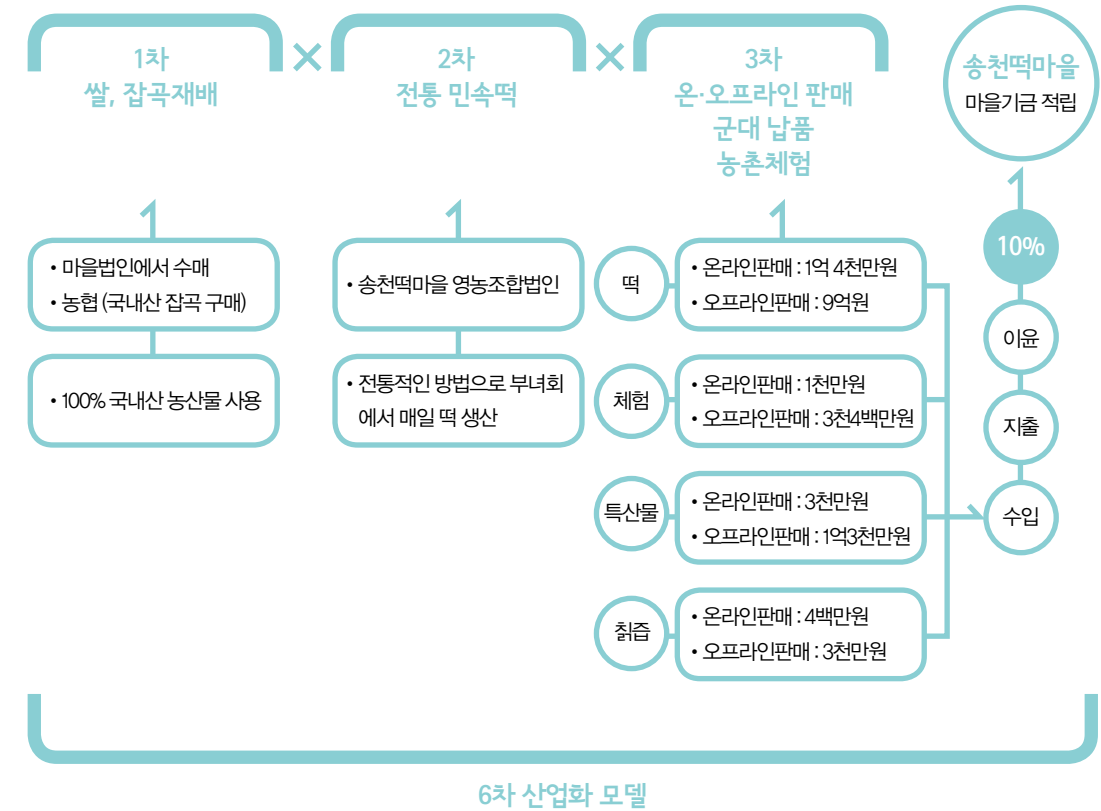 1차
쌀, 잡곡재배
×
2차
전통 민속떡
×
3차
온·오프라인 판매
군대 납품
농촌체험
송천떡마을
마을기금 적립
• 마을법인에서 수매
• 농협 (국내산 잡곡 구매)
• 100% 국내산 농산물 사용
• 송천떡마을 영농조합법인
• 전통적인 방법으로 부녀회
에서 매일 떡 생산
떡
• 온라인판매 : 1억 4천만원
• 오프라인판매 : 9억원
체험
• 온라인판매 : 1천만원
• 오프라인판매 : 3천4백만원
특산물
• 온라인판매 : 3천만원
• 오프라인판매 : 1억3천만원
칡즙
• 온라인판매 : 4백만원
• 오프라인판매 : 3천만원
10%
이윤
지출
수입
6차 산업화 모델